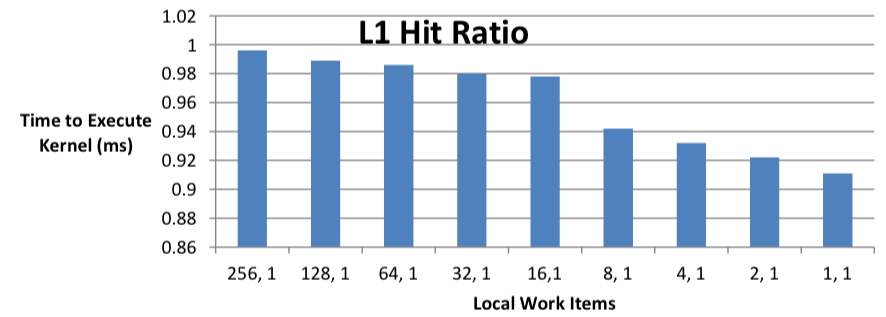 L1 Hit Ratio
Time to Execute
Kernel (ms)
1.02
1
0.98
0.96
0.94
0.92
0.9
0.88
0.86
256, 1 128, 1 64, 1 32, 1 16,1 8, 1 4, 1 2, 1 1, 1
Local Work Items